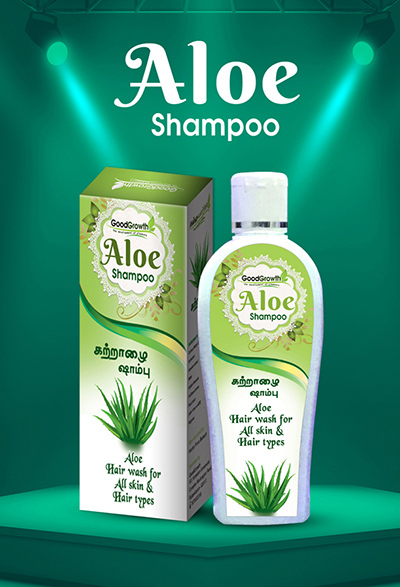 Aloe
Shampoo
GoodGrowth
Aloe
Shampoo
கற்றாழை
ஷாம்பு
Aloe
Hair wash for
All skin &
Hair types
GoodGrowth
Aloe
Shampoo
கற்றாழை
ஷாம்பு
Aloe
Hair wash for
All skin &
Hair types